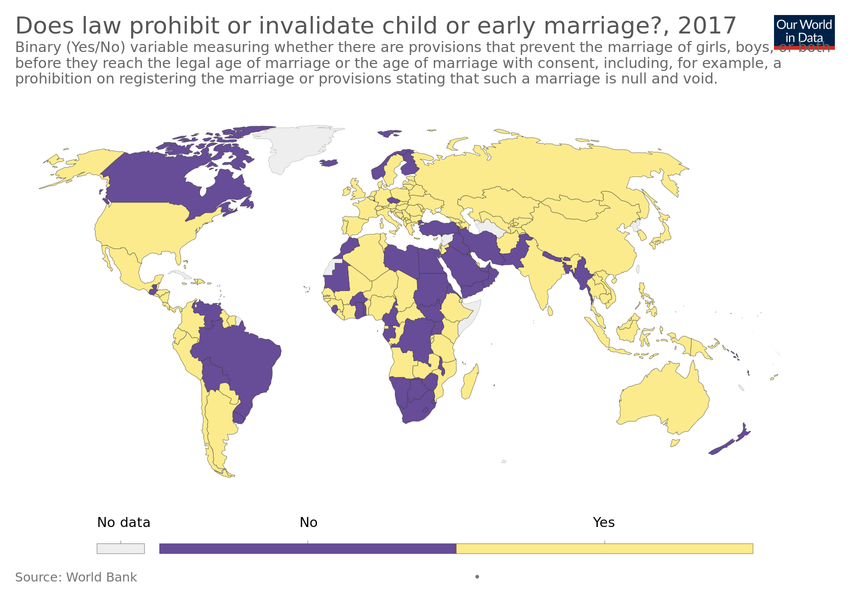 Does law prohibit or invalidate child or early marriage?, 2017
Our World
in Data
Binary (Yes/No) variable measuring whether there are provisions that prevent the marriage of girls, boys, or both
before they reach the legal age of marriage or the age of marriage with consent, including, for example, a
prohibition on registering the marriage or provisions stating that such a marriage is null and void.
No data
No
Yes
Source: World Bank